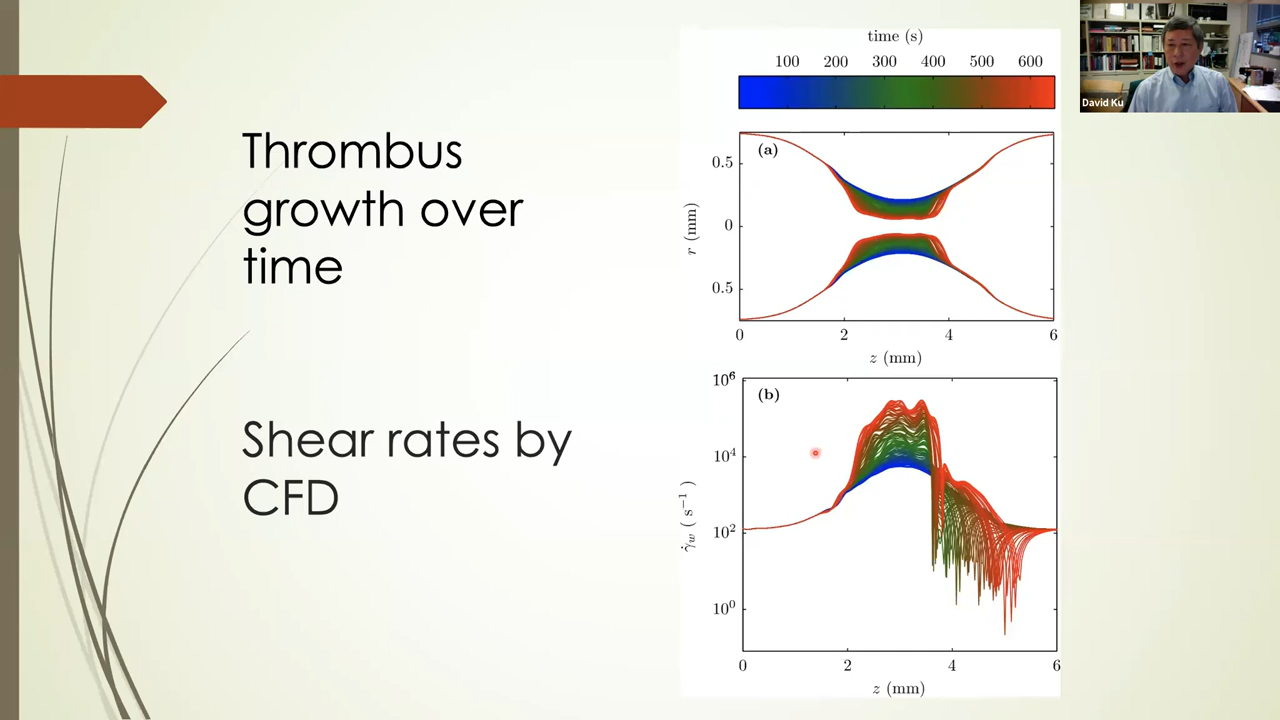 Thrombus
growth over
time
Shear rates by
CFD
time (s)
100 200 300 400 500 600
(a)
0.5
0
0.5
r (mm)
0 2 4 6
z (mm)
(b)
10⁶
10⁴
10²
10⁰
γ̇w ( s⁻¹ )
0 2 4 6
z (mm)
David Ku